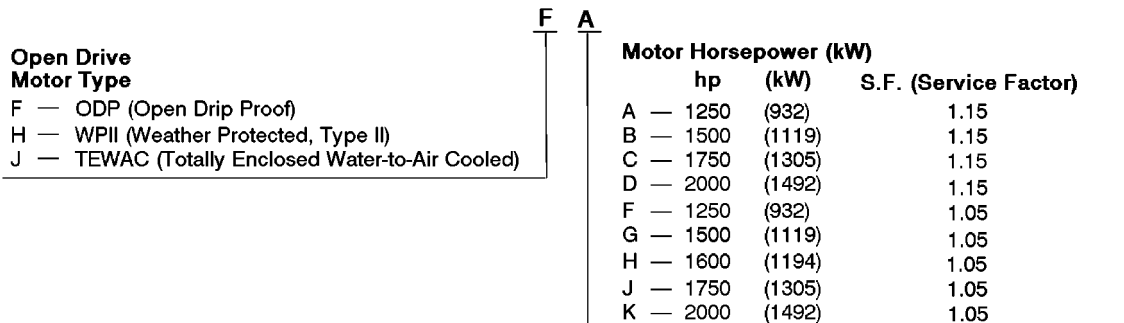 F A
Open Drive
Motor Type
F — ODP (Open Drip Proof)
H — WPII (Weather Protected, Type II)
J — TEWAC (Totally Enclosed Water-to-Air Cooled)
Motor Horsepower (kW)
hp (kW) S.F. (Service Factor)
A — 1250 (932) 1.15
B — 1500 (1119) 1.15
C — 1750 (1305) 1.15
D — 2000 (1492) 1.15
F — 1250 (932) 1.05
G — 1500 (1119) 1.05
H — 1600 (1194) 1.05
J — 1750 (1305) 1.05
K — 2000 (1492) 1.05